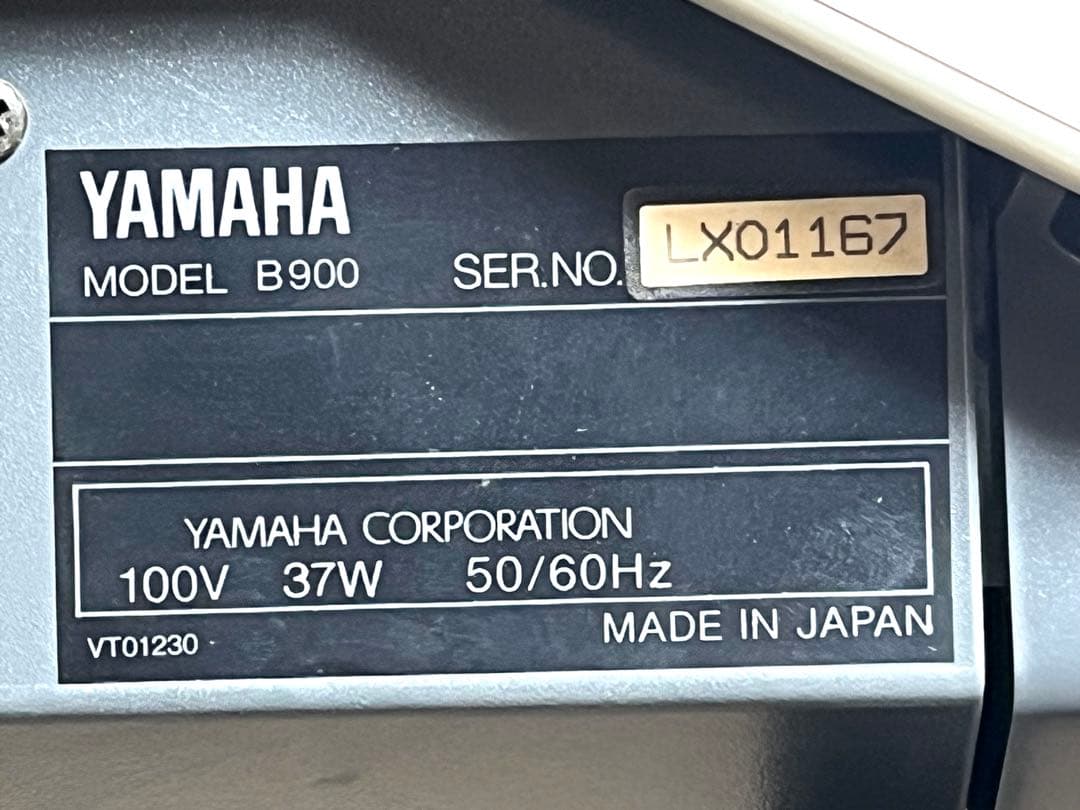 YAMAHA
MODEL B900 SER.NO. LX01167
YAMAHA CORPORATION
100V 37W 50/60Hz
VT01230 MADE IN JAPAN